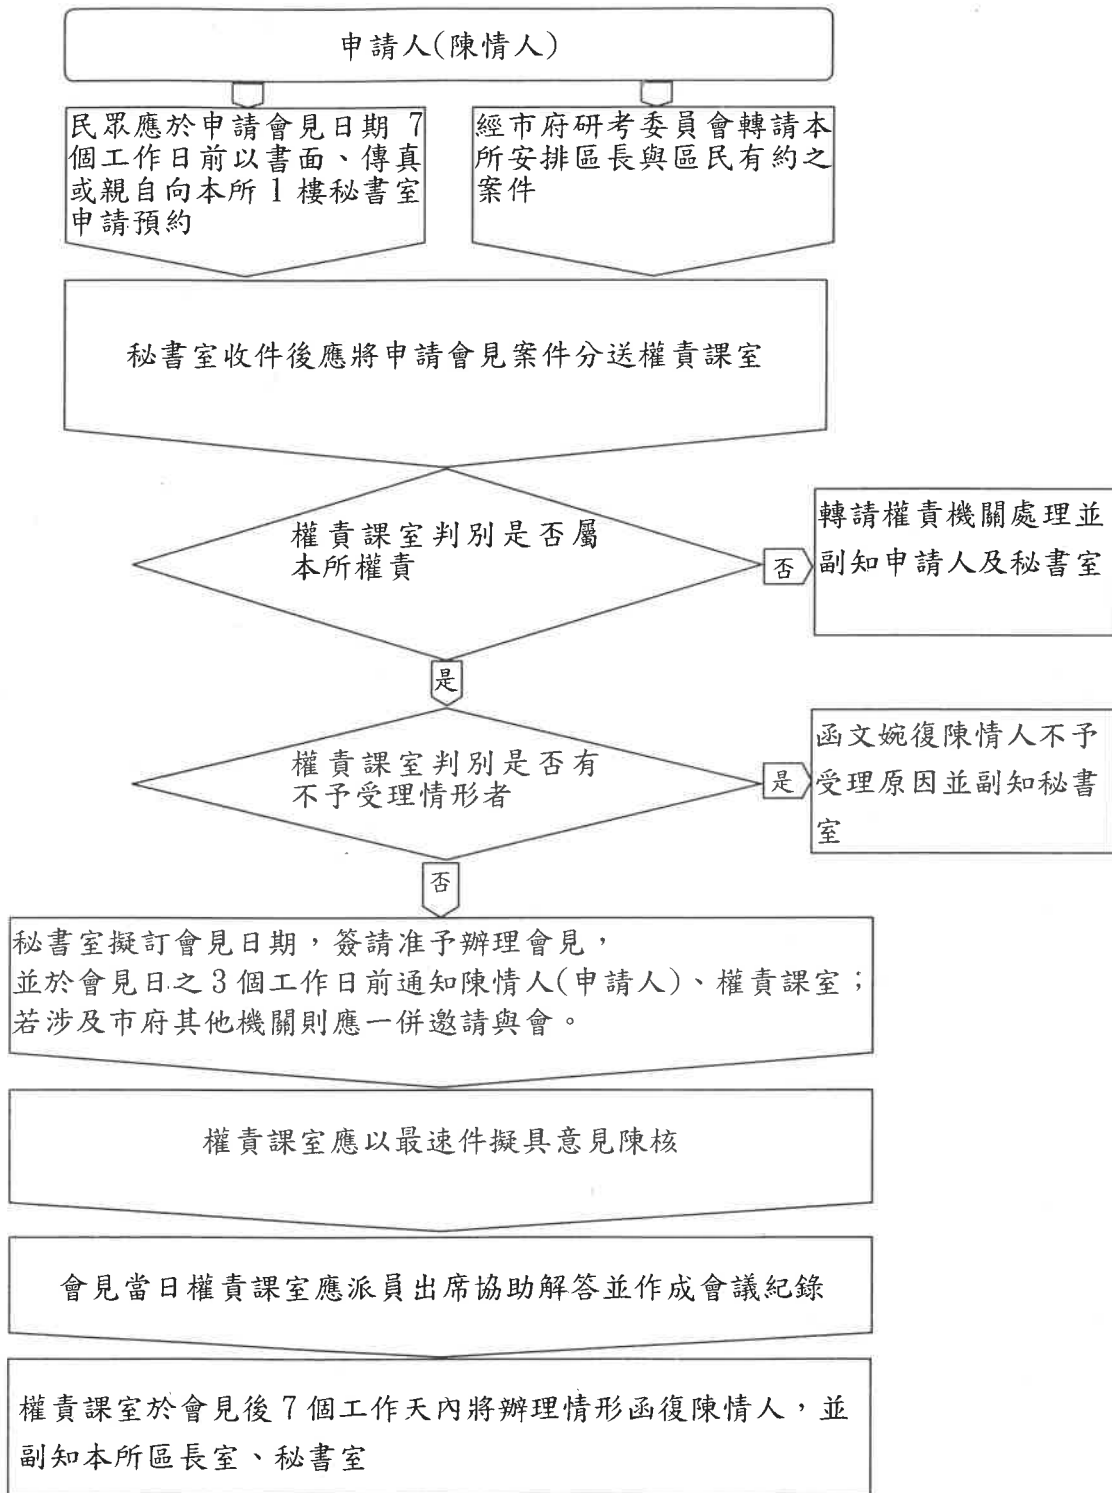 申請人(陳情人)
民眾應於申請會見日期 7
個工作日前以書面、傳真
或親自向本所 1 樓秘書室
申請預約
經市府研考委員會轉請本
所安排區長與區民有約之
案件
秘書室收件後應將申請會見案件分送權責課室
權責課室判別是否屬
本所權責
否
轉請權責機關處理並
副知申請人及秘書室
是
權責課室判別是否有
不予受理情形者
是
函文婉復陳情人不予
受理原因並副知秘書
室
否
秘書室擬訂會見日期，簽請准予辦理會見，
並於會見日之 3 個工作日前通知陳情人(申請人)、權責課室；
若涉及市府其他機關則應一併邀請與會。
權責課室應以最速件擬具意見陳核
會見當日權責課室應派員出席協助解答並作成會議紀錄
權責課室於會見後 7 個工作天內將辦理情形函復陳情人，並
副知本所區長室、秘書室